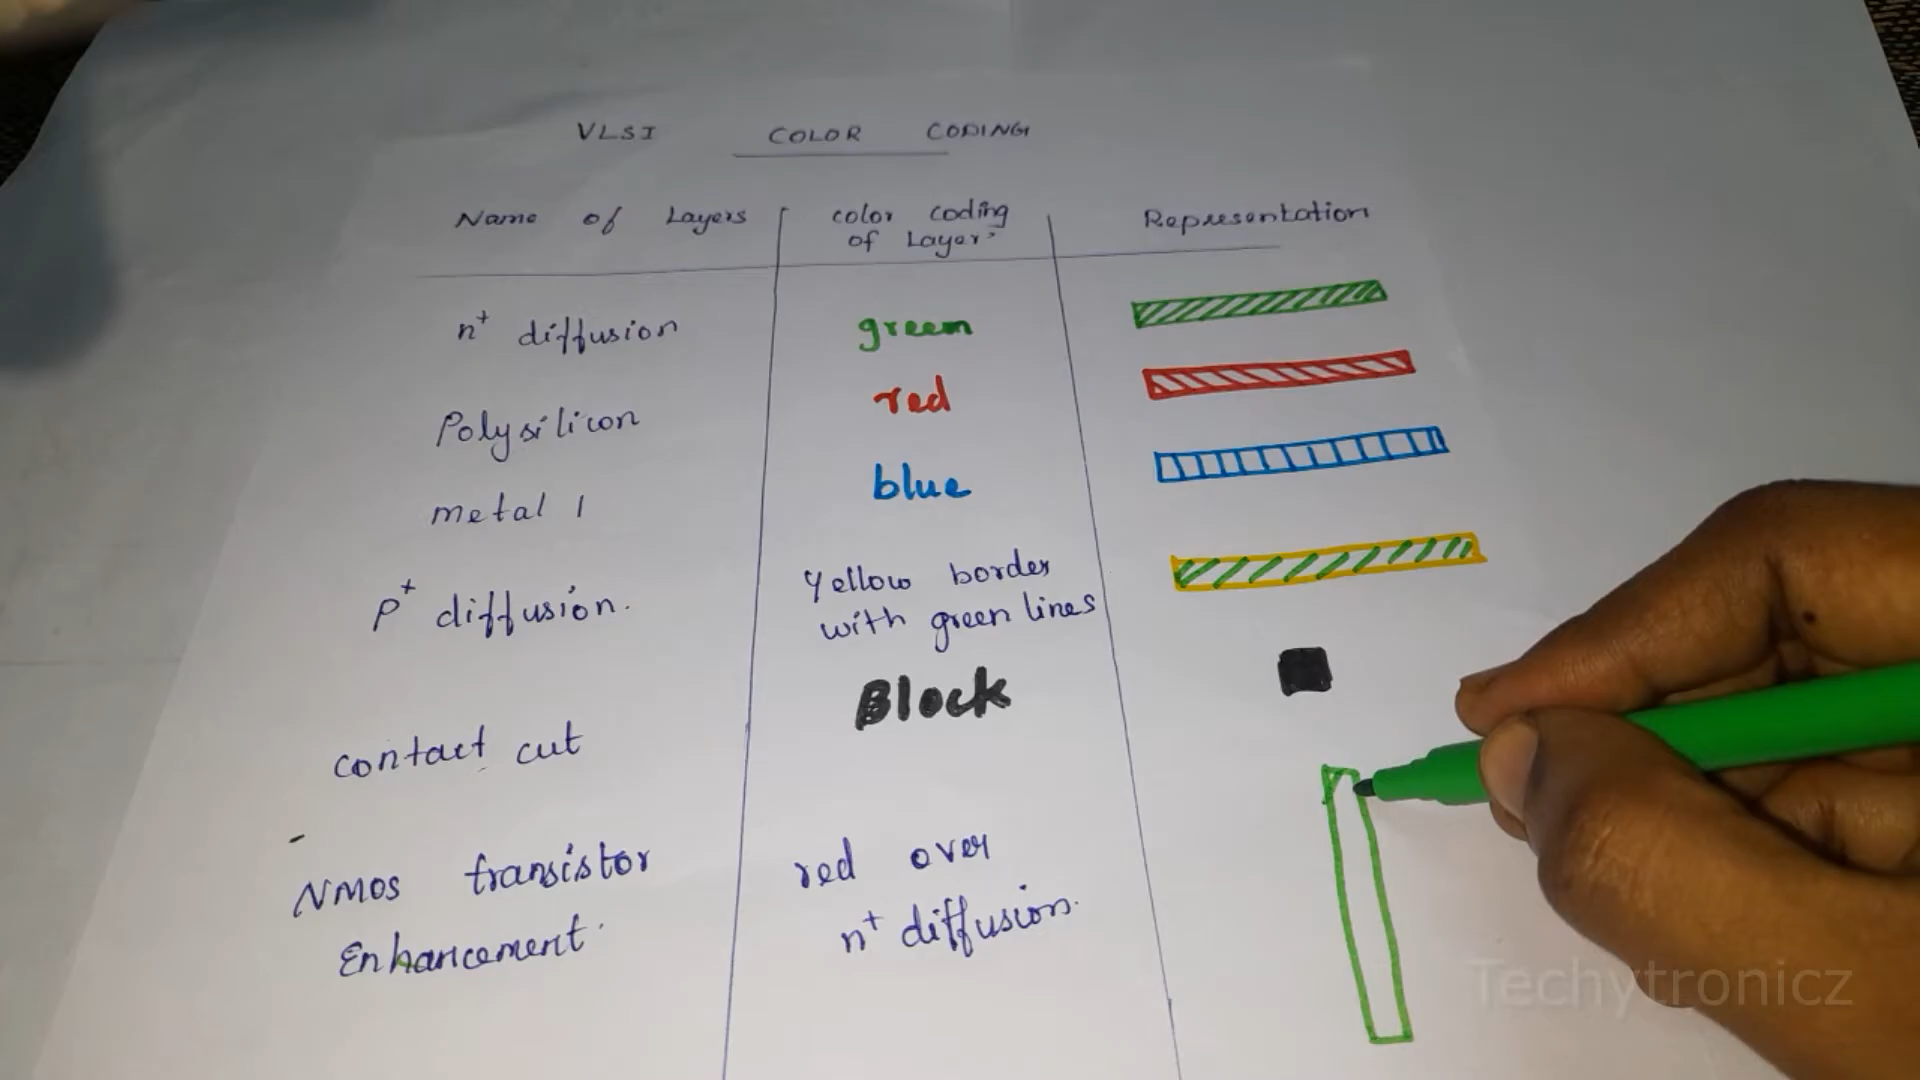 VLSI COLOR CODING
Name of Layers
color coding
of Layer's
Representation
n+ diffusion
green
Polysilicon
red
metal 1
blue
P+ diffusion.
Yellow border
with green lines
contact cut
Block
NMOS transistor
Enhancement.
red over
n+ diffusion.
Techytronicz